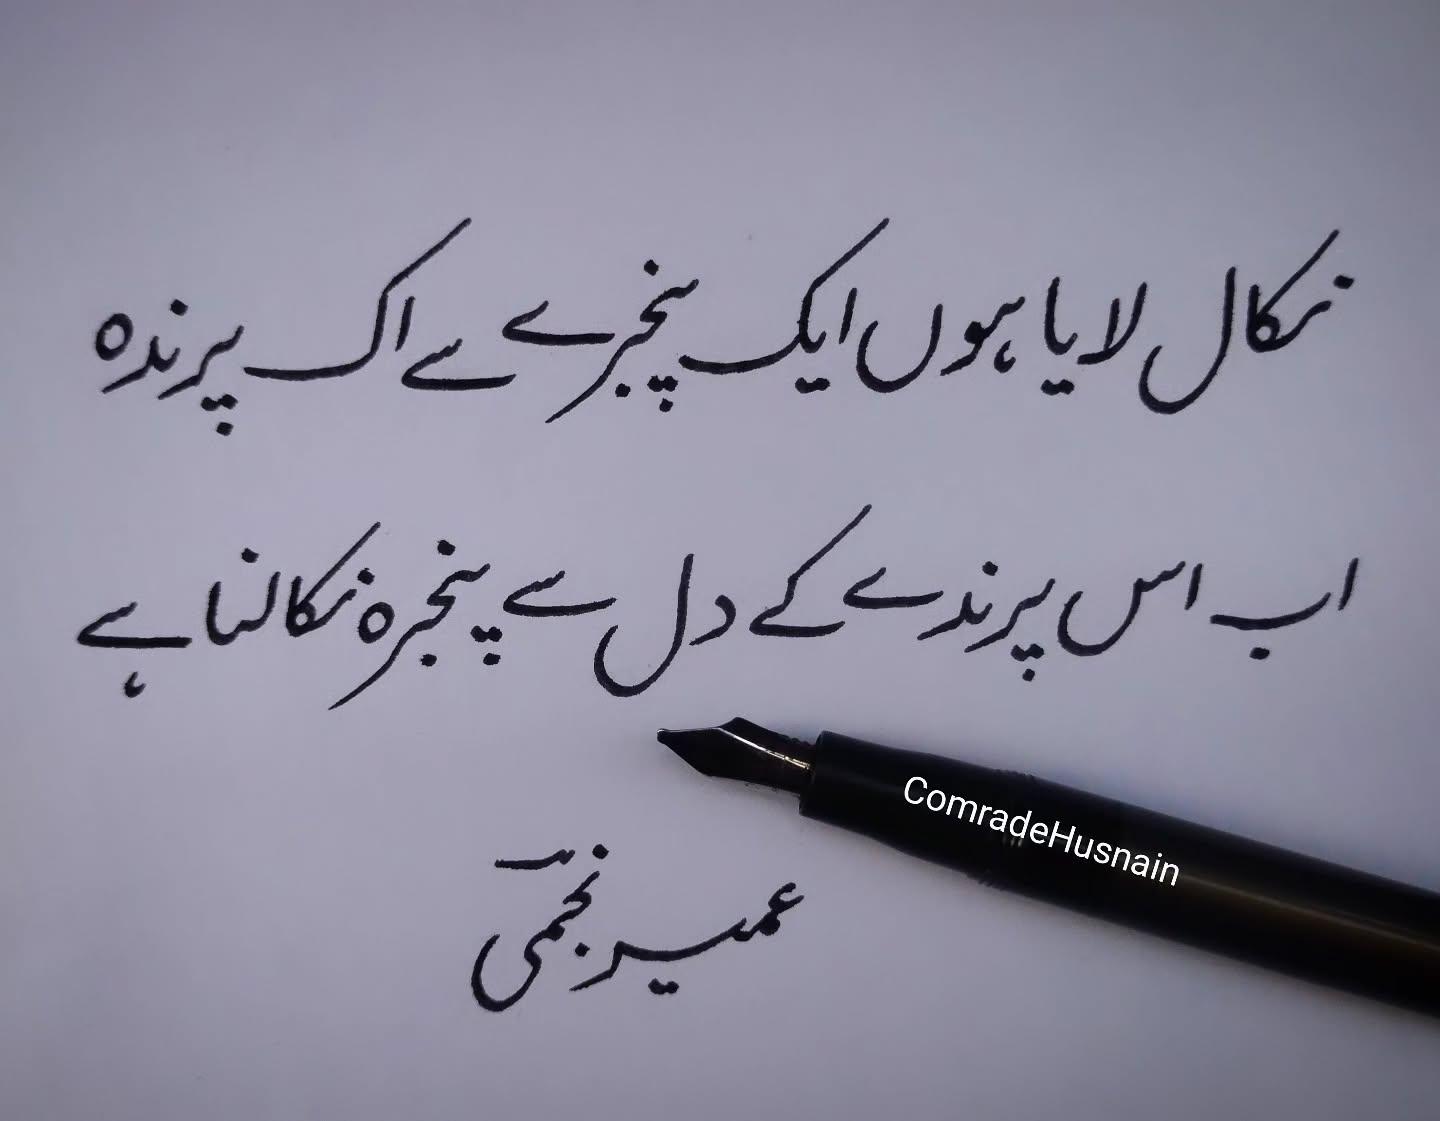 نکال لایا ہوں ایک پنجرے سے اک پرندہ
اب اس پرندے کے دل سے پنجرہ نکالنا ہے
ComradeHusnain
عمیر نجمی